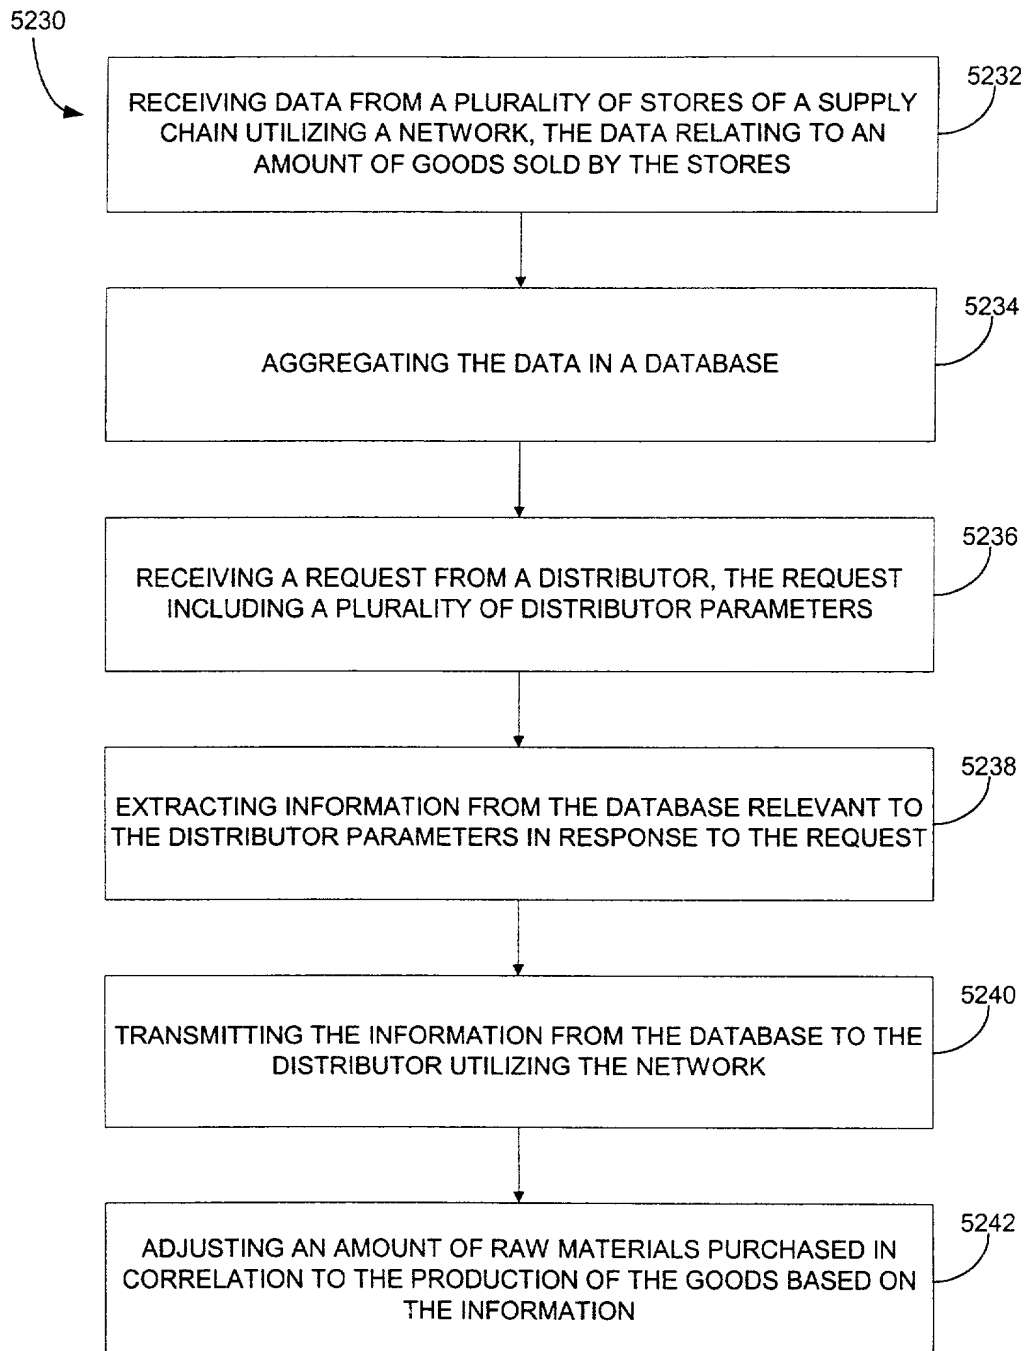 5230
5232
RECEIVING DATA FROM A PLURALITY OF STORES OF A SUPPLY
CHAIN UTILIZING A NETWORK, THE DATA RELATING TO AN
AMOUNT OF GOODS SOLD BY THE STORES
5234
AGGREGATING THE DATA IN A DATABASE
5236
RECEIVING A REQUEST FROM A DISTRIBUTOR, THE REQUEST
INCLUDING A PLURALITY OF DISTRIBUTOR PARAMETERS
5238
EXTRACTING INFORMATION FROM THE DATABASE RELEVANT TO
THE DISTRIBUTOR PARAMETERS IN RESPONSE TO THE REQUEST
5240
TRANSMITTING THE INFORMATION FROM THE DATABASE TO THE
DISTRIBUTOR UTILIZING THE NETWORK
5242
ADJUSTING AN AMOUNT OF RAW MATERIALS PURCHASED IN
CORRELATION TO THE PRODUCTION OF THE GOODS BASED ON
THE INFORMATION